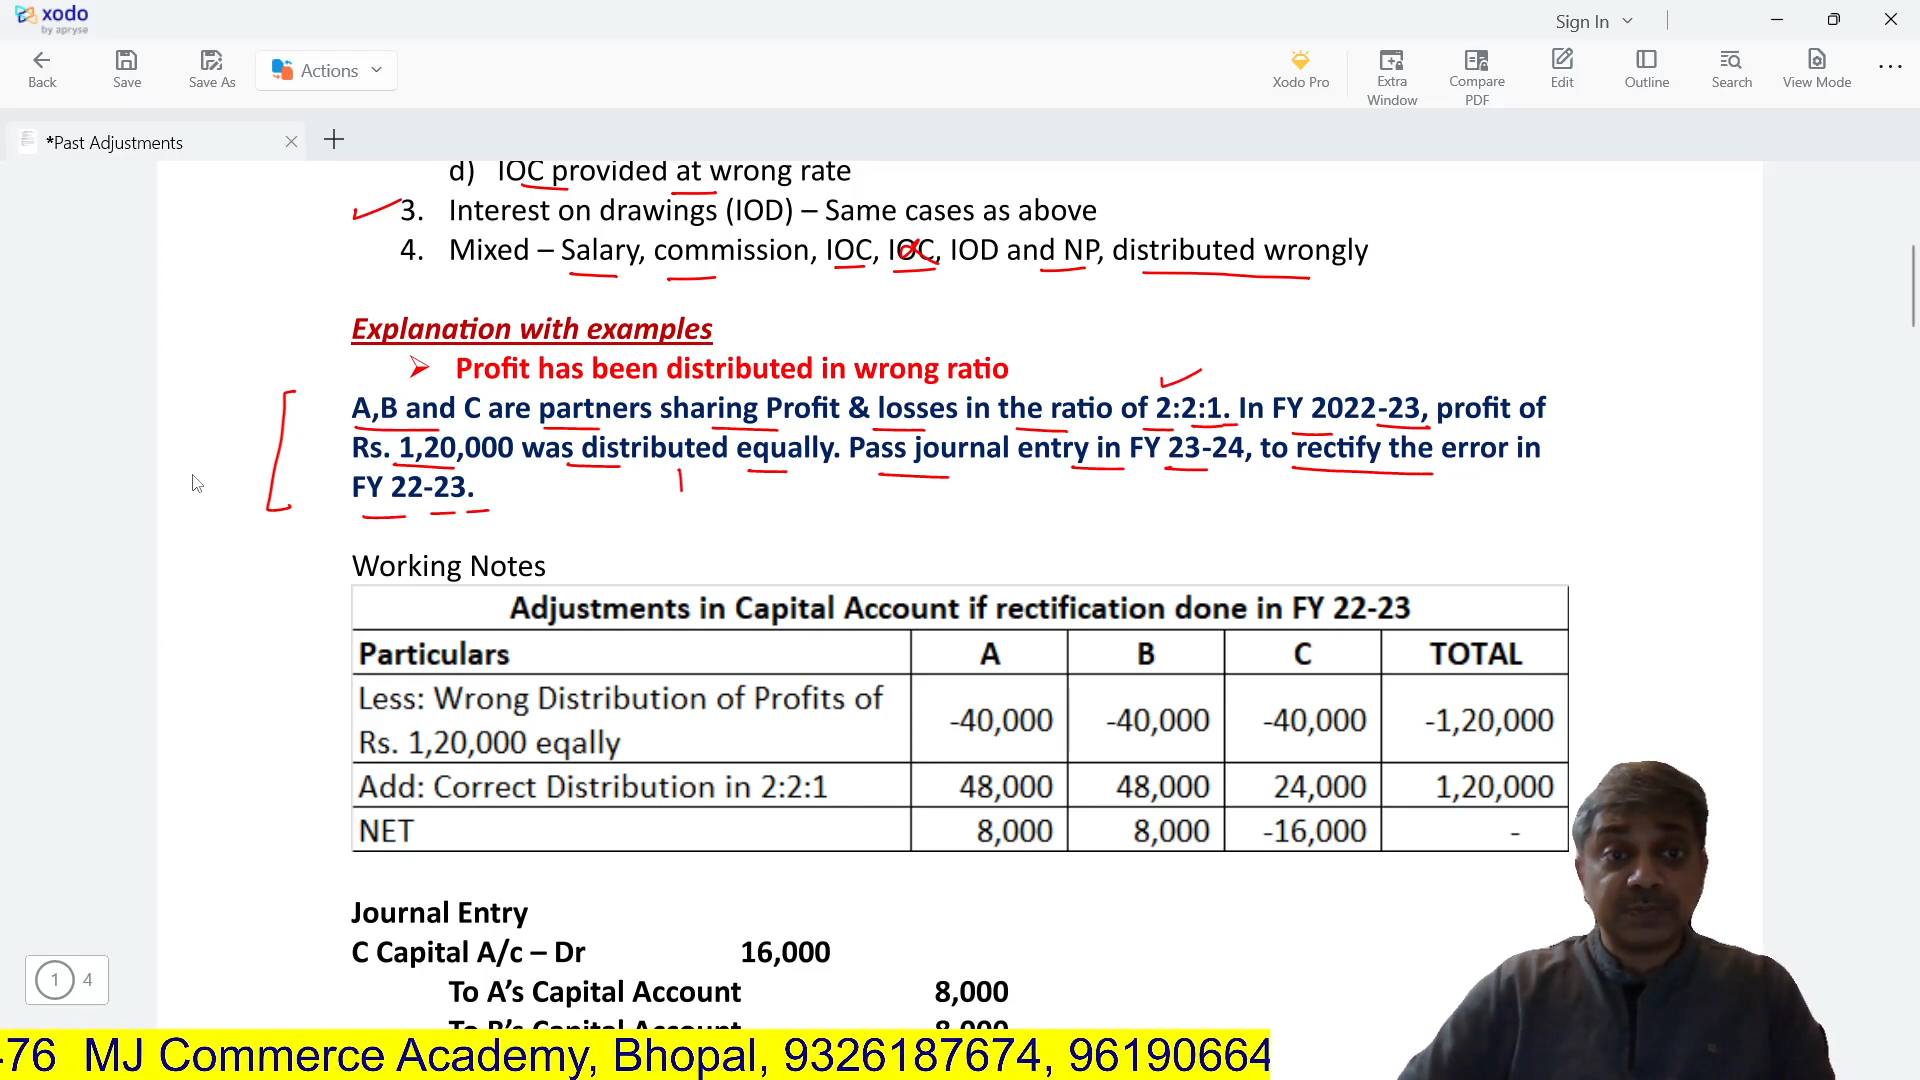 xodo
by apryse
Sign In
Back
Save
Save As
Actions
Xodo Pro
Extra Window
Compare PDF
Edit
Outline
Search
View Mode
*Past Adjustments
d) IOC provided at wrong rate
3. Interest on drawings (IOD) – Same cases as above
4. Mixed – Salary, commission, IOC, IOC, IOD and NP, distributed wrongly
Explanation with examples
➢ Profit has been distributed in wrong ratio
A,B and C are partners sharing Profit & losses in the ratio of 2:2:1. In FY 2022-23, profit of
Rs. 1,20,000 was distributed equally. Pass journal entry in FY 23-24, to rectify the error in
FY 22-23.
Working Notes
Adjustments in Capital Account if rectification done in FY 22-23
Particulars A B C TOTAL
Less: Wrong Distribution of Profits of
Rs. 1,20,000 eqally -40,000 -40,000 -40,000 -1,20,000
Add: Correct Distribution in 2:2:1 48,000 48,000 24,000 1,20,000
NET 8,000 8,000 -16,000 -
Journal Entry
C Capital A/c – Dr 16,000
To A's Capital Account 8,000
To B's Capital Account 8,000
1 4
-76 MJ Commerce Academy, Bhopal, 9326187674, 96190664